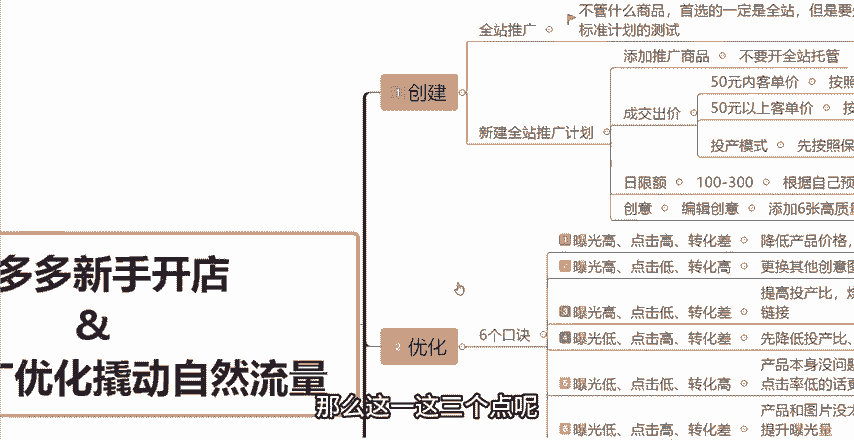 不管什么商品，首选的一定是全站，但是要
全站推广
标准计划的测试
添加推广商品 不要开全站托管
1 创建
50元内客单价 按照
成交出价 50元以上客单价 按
新建全站推广计划
投产模式 先按照保
日限额 100-300 根据自己预
创意 编辑创意 添加6张高质量
多多新手开店
&
优化撬动自然流量
2 优化
6个口诀
1 曝光高、点击高、转化差 降低产品价格，
2 曝光高、点击低、转化高 更换其他创意图
提高投产比，
3 曝光高、点击低、转化差
链接
4 曝光低、点击高、转化差 先降低投产比、
产品本身没问题
5 曝光低、点击低、转化高
点击率低的话更
产品和图片没太
6 曝光低、点击低、转化差
提升曝光量
那么这一这三个点呢